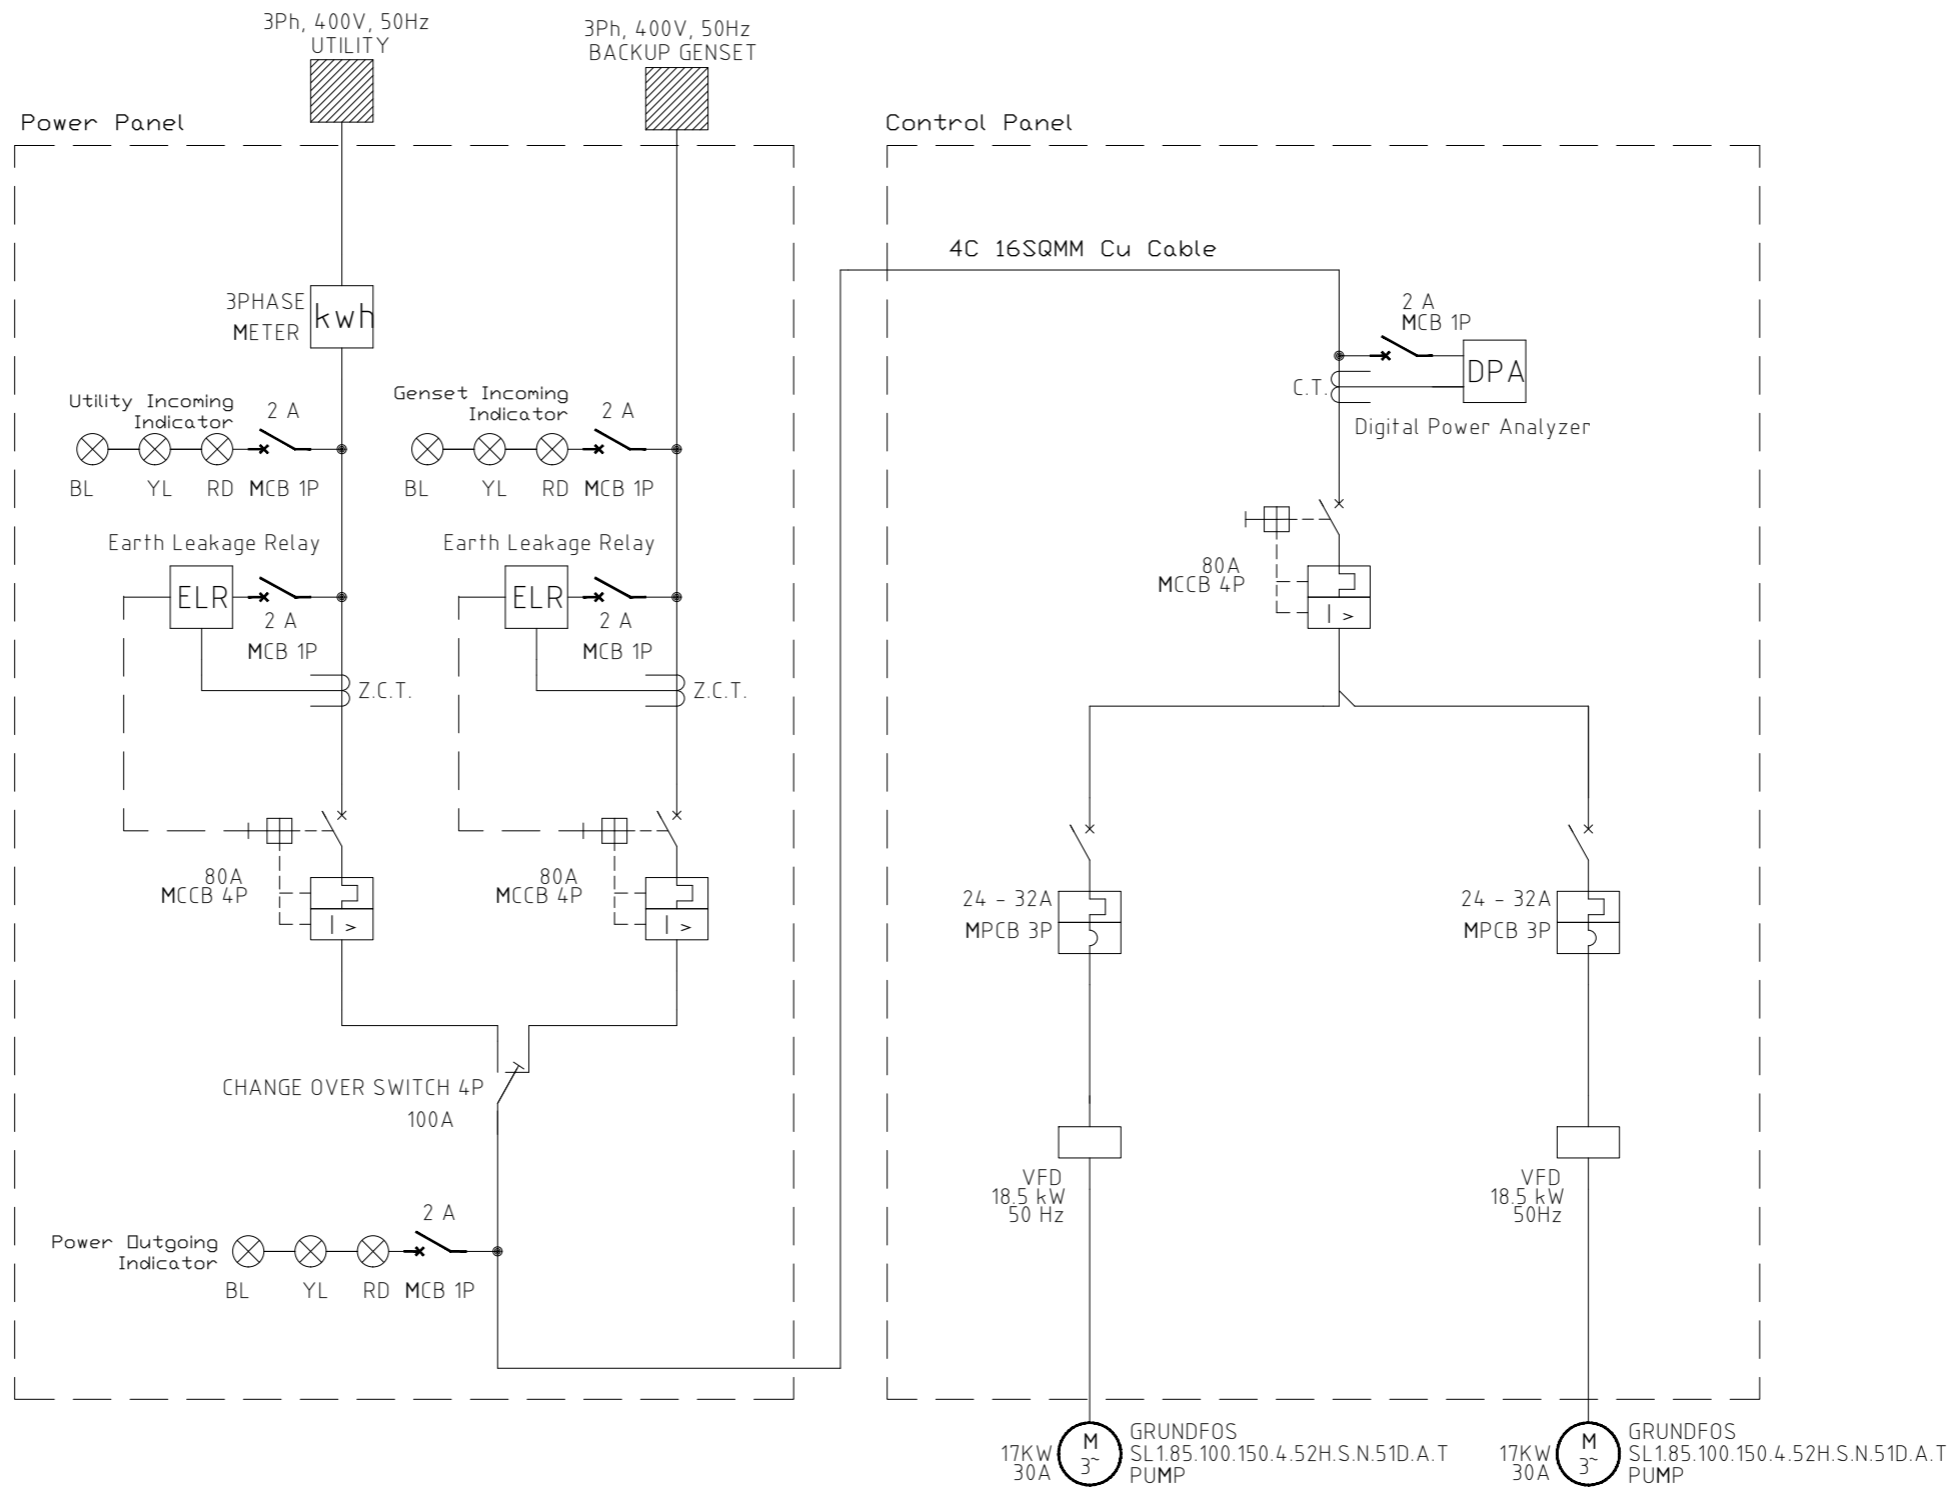 3Ph, 400V, 50Hz
UTILITY
3Ph, 400V, 50Hz
BACKUP GENSET
Power Panel
3PHASE
METER
kwh
Utility Incoming
Indicator
2 A
BL YL RD MCB 1P
Genset Incoming
Indicator
2 A
BL YL RD MCB 1P
Earth Leakage Relay
ELR
2 A
MCB 1P
Z.C.T.
Earth Leakage Relay
ELR
2 A
MCB 1P
Z.C.T.
80A
MCCB 4P
I >
80A
MCCB 4P
I >
CHANGE OVER SWITCH 4P
100A
Power Outgoing
Indicator
2 A
BL YL RD MCB 1P
Control Panel
4C 16SQMM Cu Cable
2 A
MCB 1P
DPA
C.T.
Digital Power Analyzer
80A
MCCB 4P
I >
24 - 32A
MPCB 3P
24 - 32A
MPCB 3P
VFD
18.5 kW
50 Hz
VFD
18.5 kW
50Hz
17KW
30A
M
3~
GRUNDFOS
SL1.85.100.150.4.52H.S.N.51D.A.T
PUMP
17KW
30A
M
3~
GRUNDFOS
SL1.85.100.150.4.52H.S.N.51D.A.T
PUMP